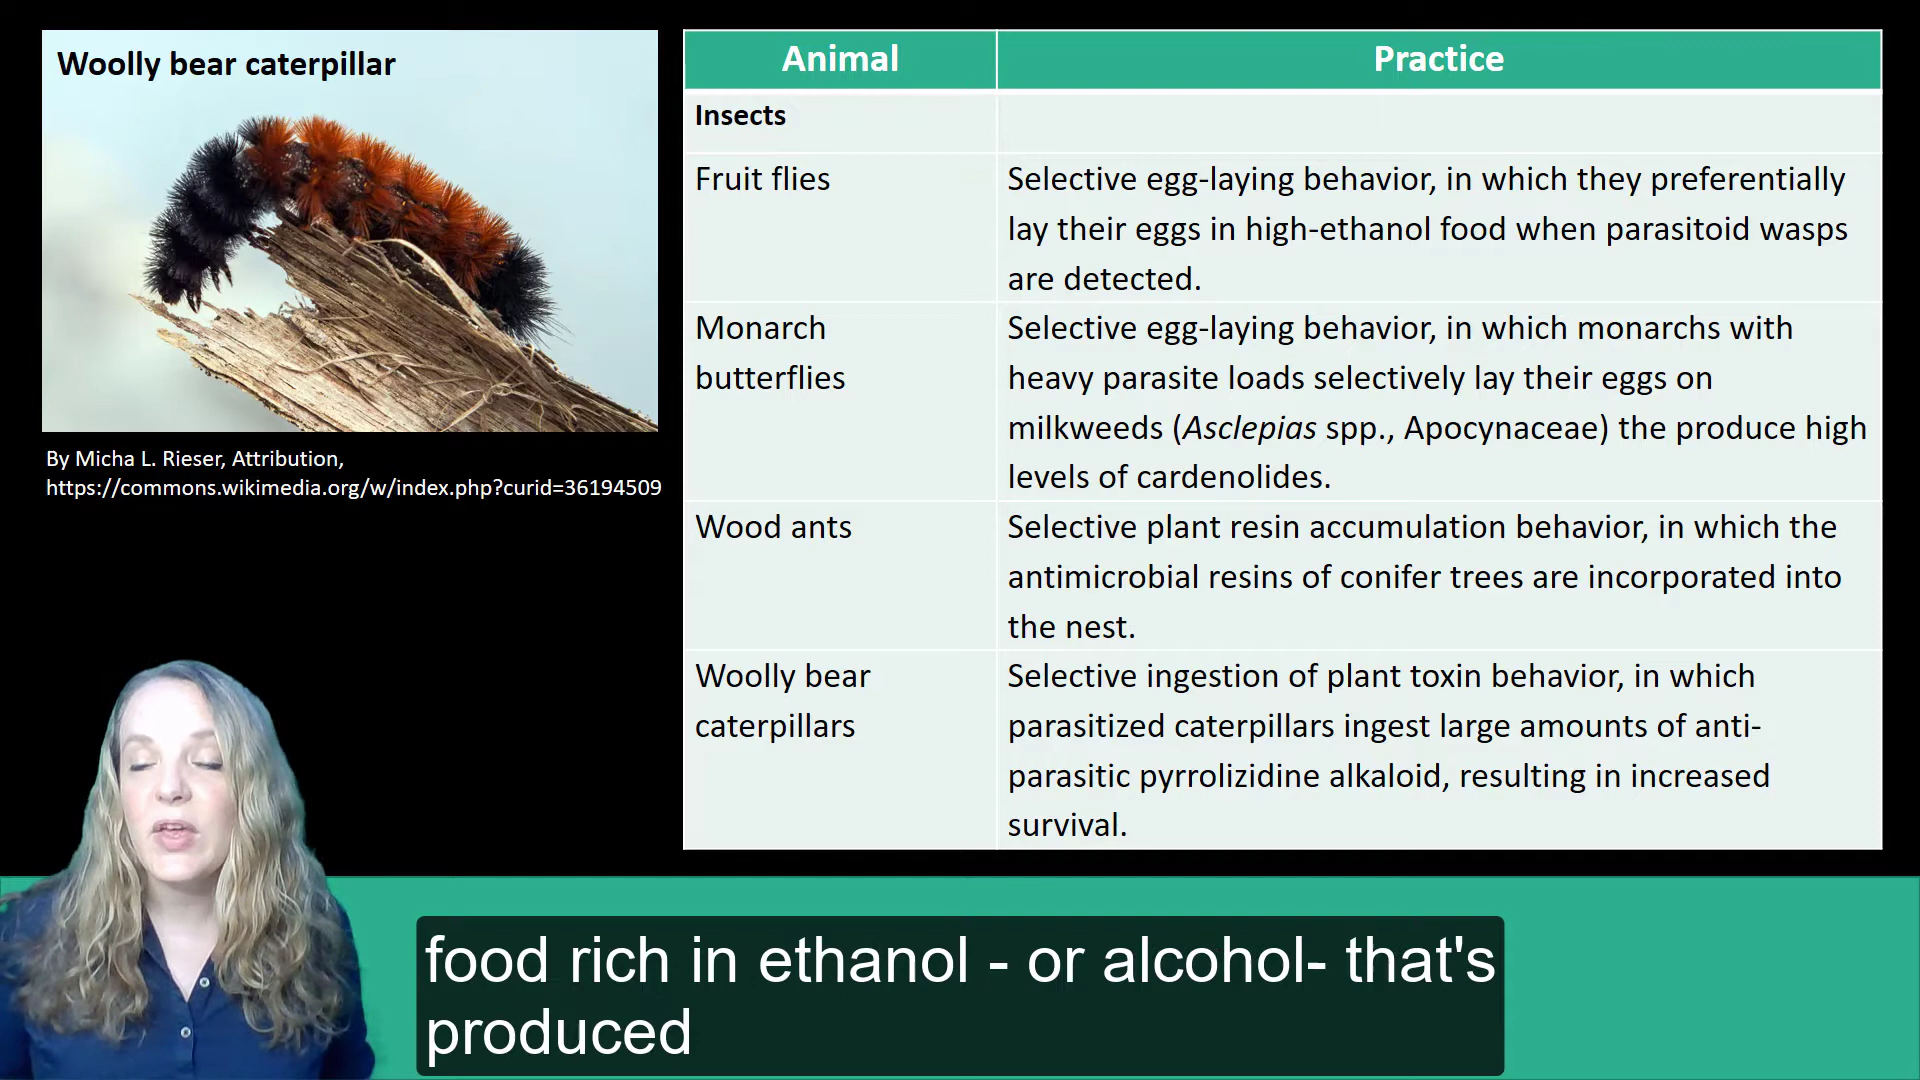 Woolly bear caterpillar
By Micha L. Rieser, Attribution,
https://commons.wikimedia.org/w/index.php?curid=36194509
Animal
Practice
Insects
Fruit flies
Selective egg-laying behavior, in which they preferentially
lay their eggs in high-ethanol food when parasitoid wasps
are detected.
Monarch
butterflies
Selective egg-laying behavior, in which monarchs with
heavy parasite loads selectively lay their eggs on
milkweeds (Asclepias spp., Apocynaceae) the produce high
levels of cardenolides.
Wood ants
Selective plant resin accumulation behavior, in which the
antimicrobial resins of conifer trees are incorporated into
the nest.
Woolly bear
caterpillars
Selective ingestion of plant toxin behavior, in which
parasitized caterpillars ingest large amounts of anti-
parasitic pyrrolizidine alkaloid, resulting in increased
survival.
food rich in ethanol - or alcohol- that's
produced